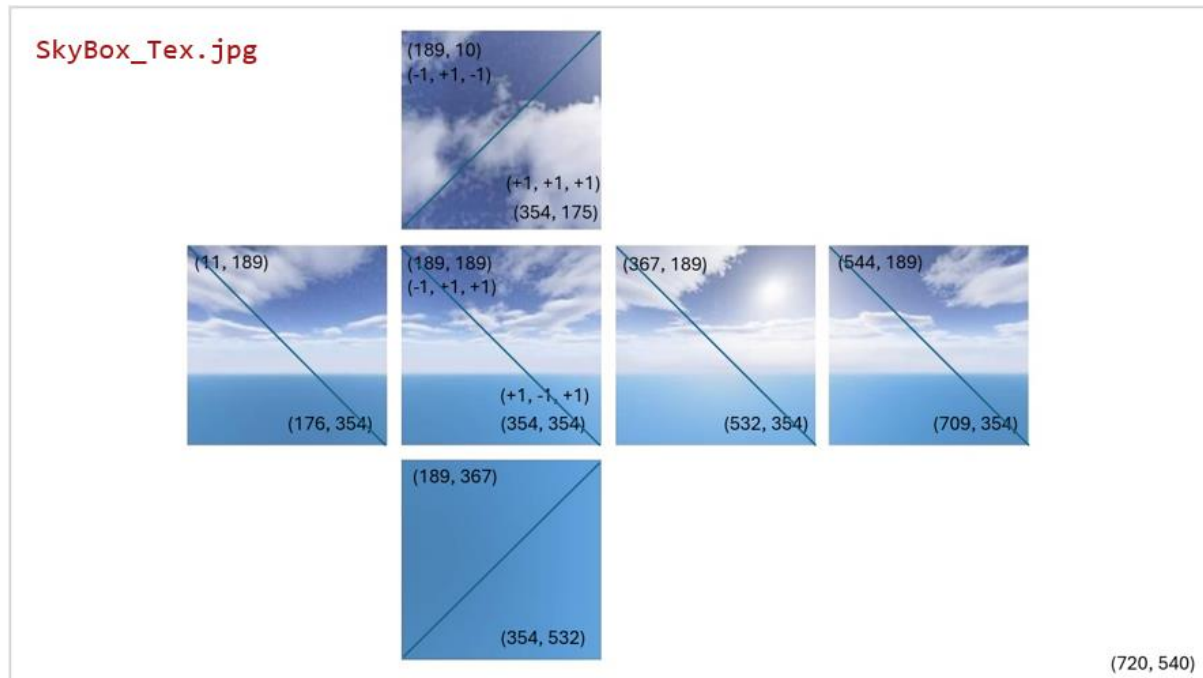 SkyBox_Tex.jpg
(189, 10)
(-1, +1, -1)
(+1, +1, +1)
(354, 175)
(11, 189)
(176, 354)
(189, 189)
(-1, +1, +1)
(+1, -1, +1)
(354, 354)
(367, 189)
(532, 354)
(544, 189)
(709, 354)
(189, 367)
(354, 532)
(720, 540)